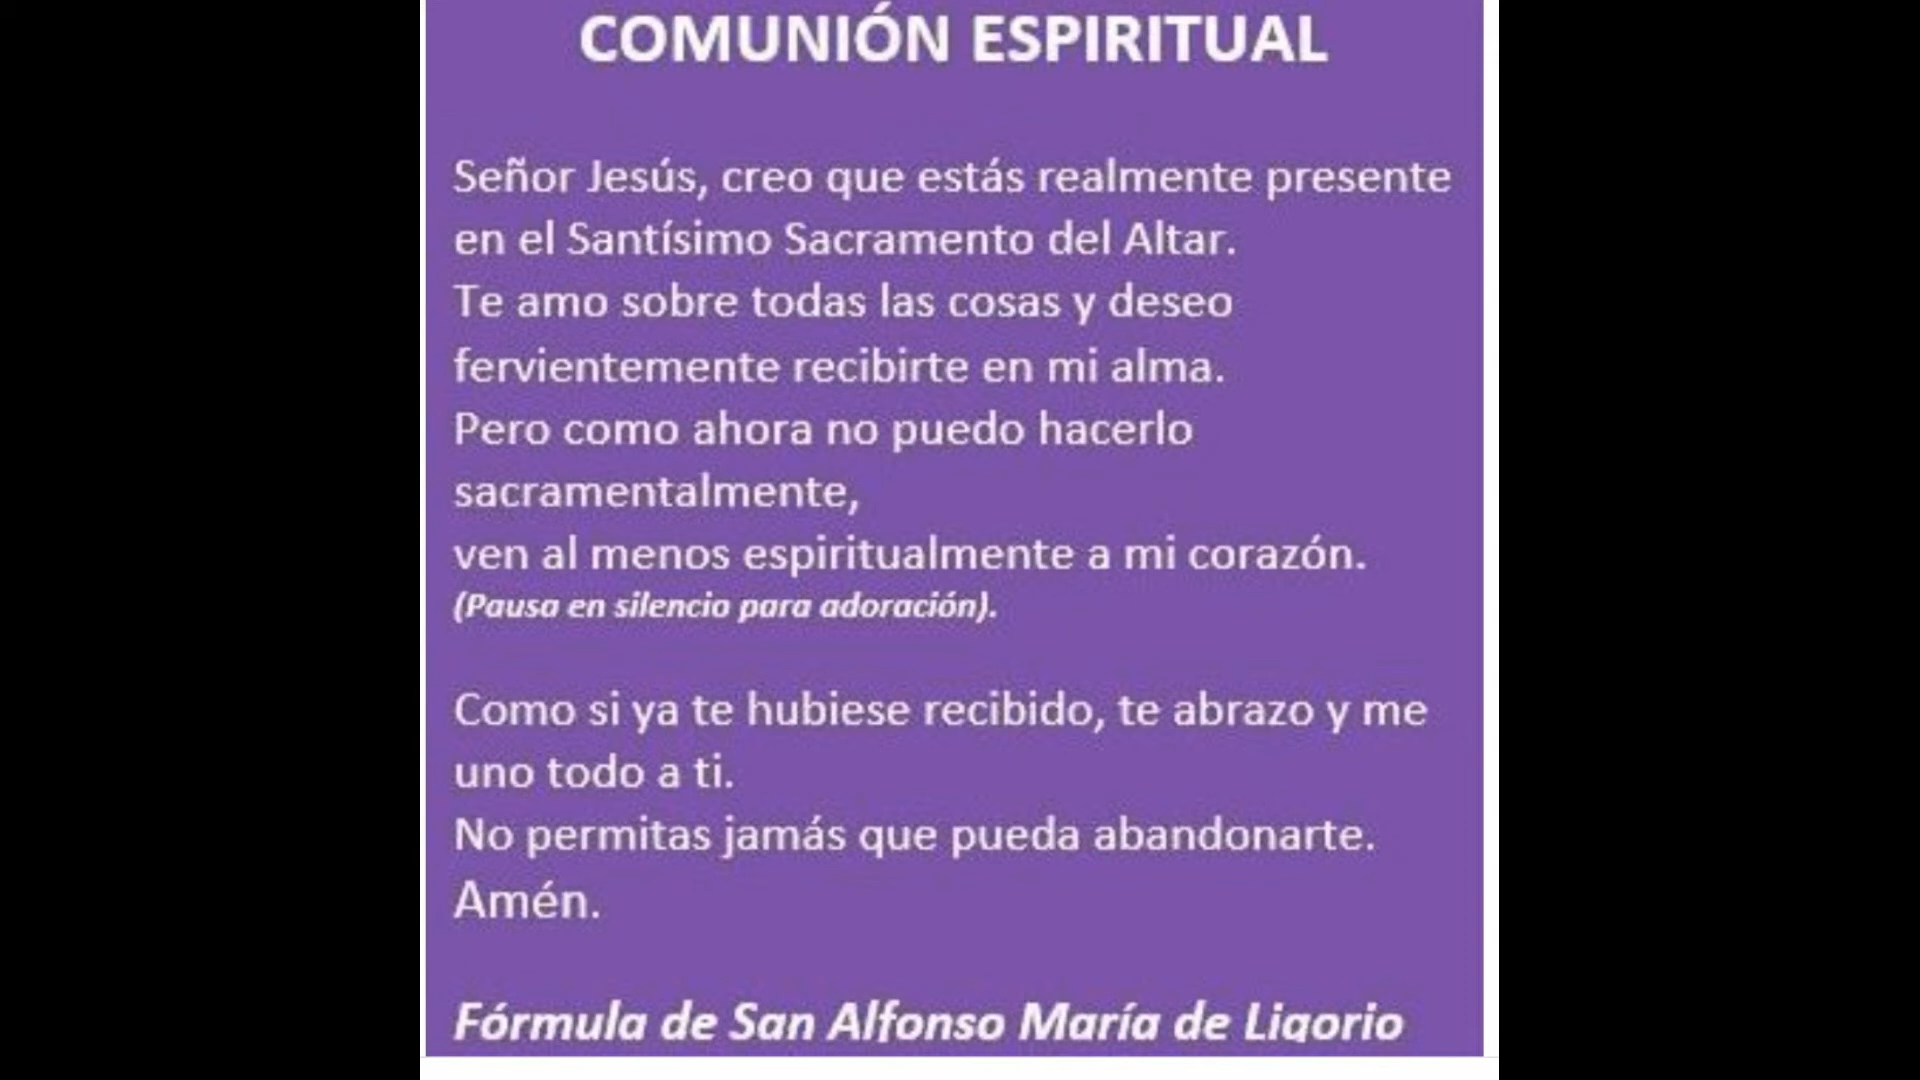 COMUNIÓN ESPIRITUAL
Señor Jesús, creo que estás realmente presente
en el Santísimo Sacramento del Altar.
Te amo sobre todas las cosas y deseo
fervientemente recibirte en mi alma.
Pero como ahora no puedo hacerlo
sacramentalmente,
ven al menos espiritualmente a mi corazón.
(Pausa en silencio para adoración).
Como si ya te hubiese recibido, te abrazo y me
uno todo a ti.
No permitas jamás que pueda abandonarte.
Amén.
Fórmula de San Alfonso María de Ligorio